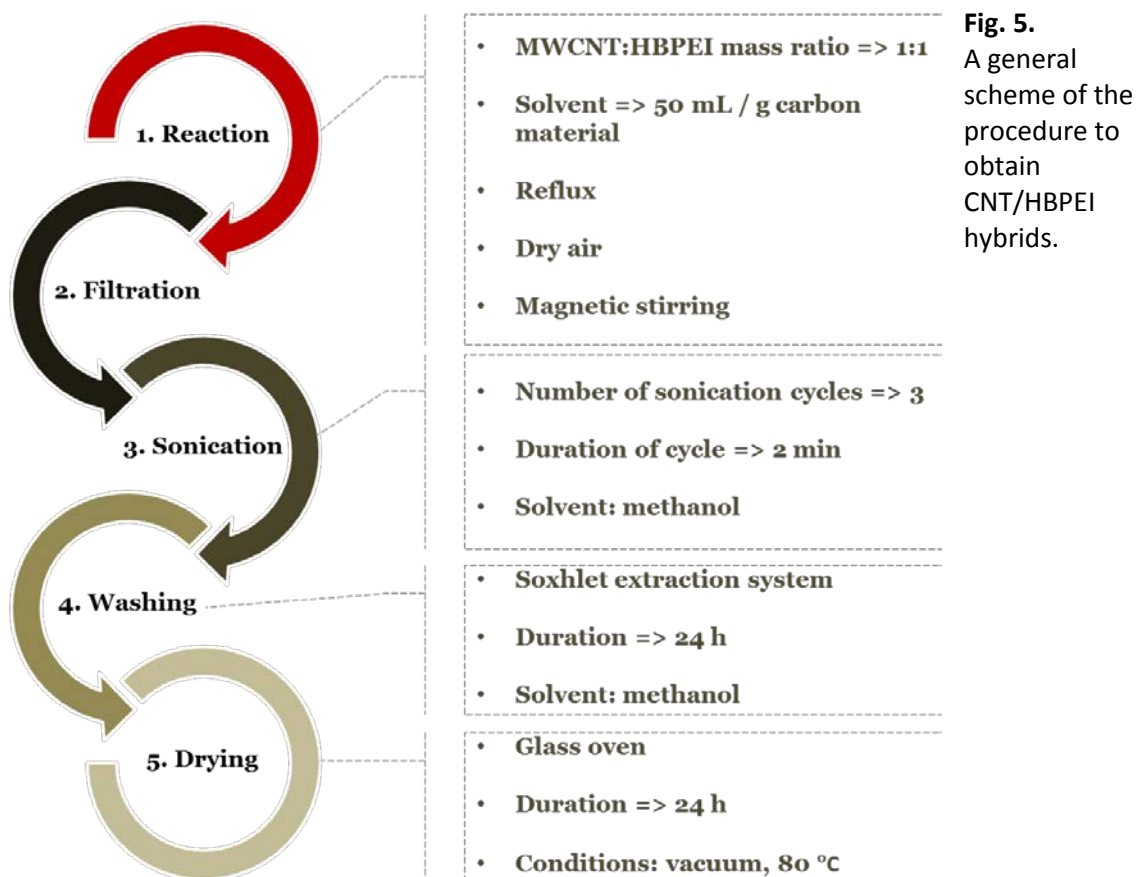 1. Reaction
2. Filtration
3. Sonication
4. Washing
5. Drying
• MWCNT:HBPEI mass ratio => 1:1
• Solvent => 50 mL / g carbon
material
• Reflux
• Dry air
• Magnetic stirring
• Number of sonication cycles => 3
• Duration of cycle => 2 min
• Solvent: methanol
• Soxhlet extraction system
• Duration => 24 h
• Solvent: methanol
• Glass oven
• Duration => 24 h
• Conditions: vacuum, 80 °C
Fig. 5.
A general
scheme of the
procedure to
obtain
CNT/HBPEI
hybrids.